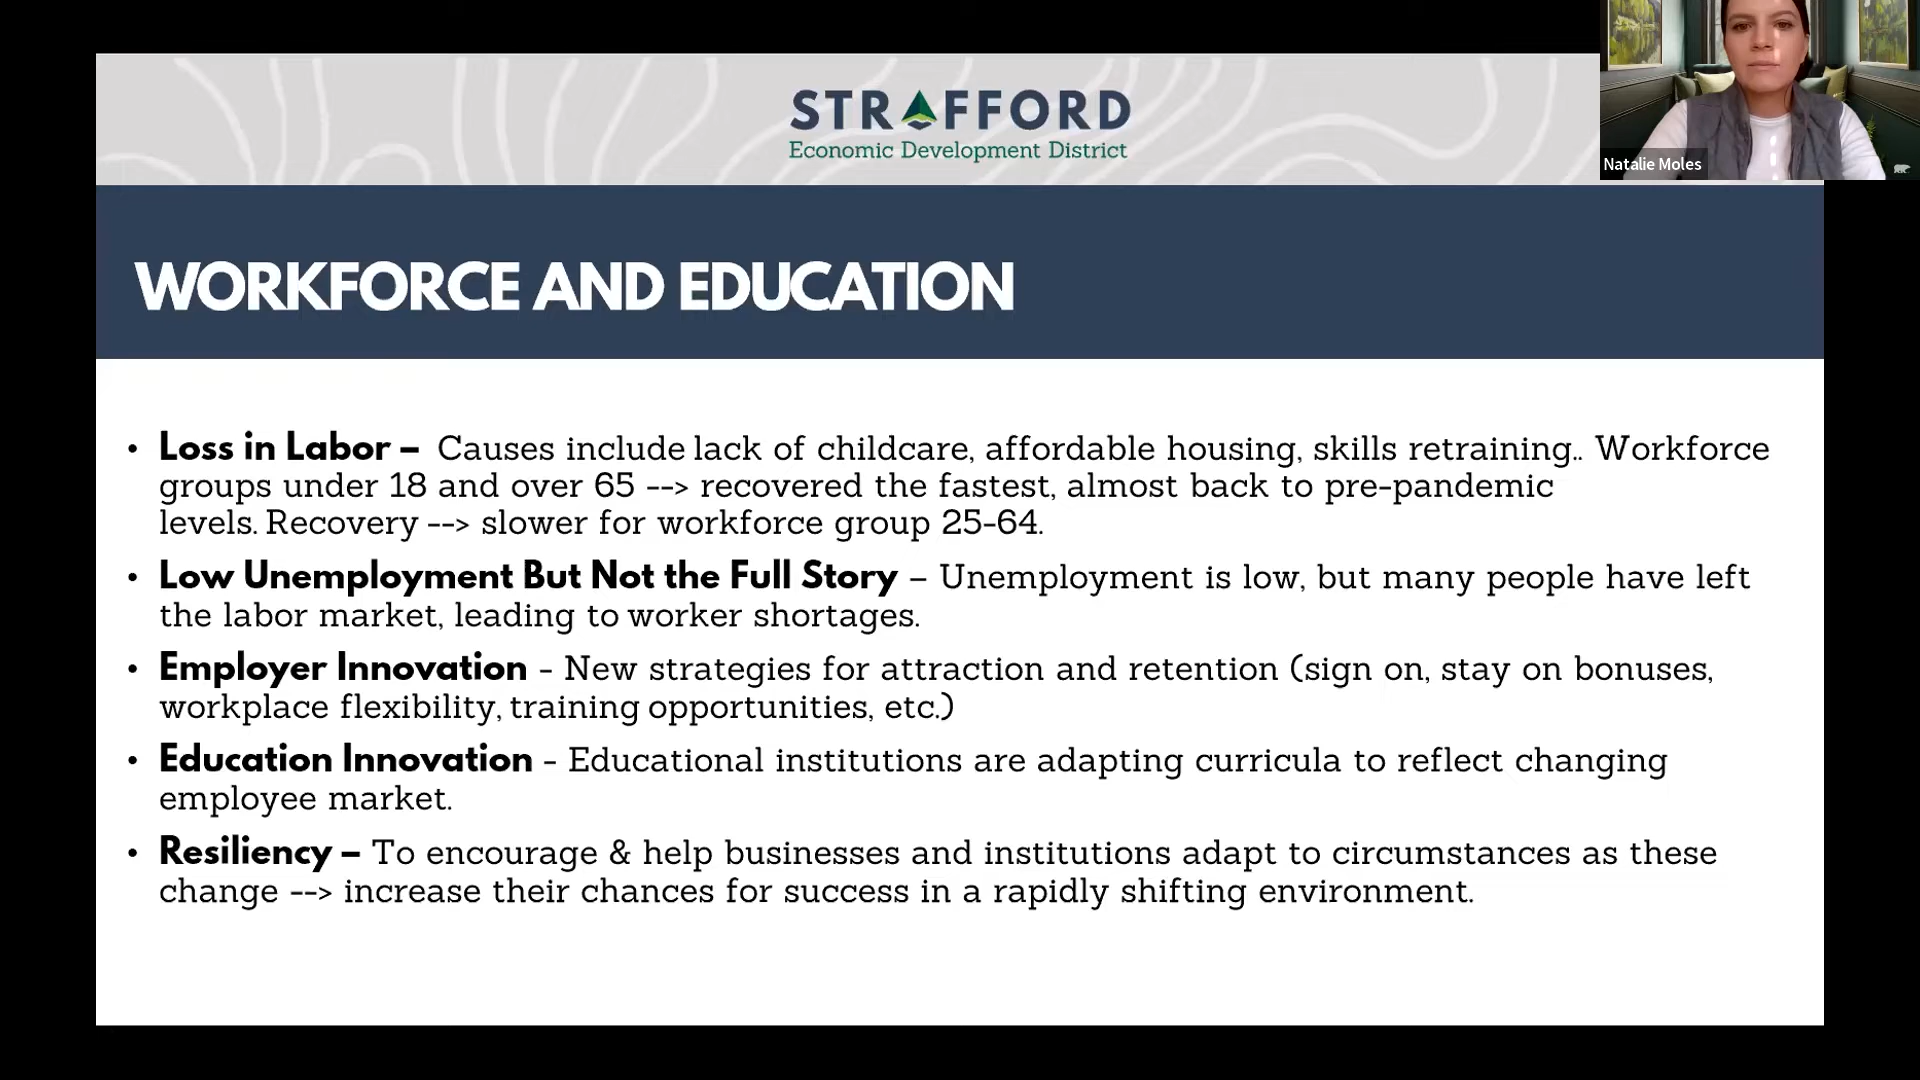 STRAFFORD
Economic Development District
Natalie Moles
WORKFORCE AND EDUCATION
• Loss in Labor – Causes include lack of childcare, affordable housing, skills retraining.. Workforce
groups under 18 and over 65 --> recovered the fastest, almost back to pre-pandemic
levels. Recovery --> slower for workforce group 25-64.
• Low Unemployment But Not the Full Story – Unemployment is low, but many people have left
the labor market, leading to worker shortages.
• Employer Innovation - New strategies for attraction and retention (sign on, stay on bonuses,
workplace flexibility, training opportunities, etc.)
• Education Innovation - Educational institutions are adapting curricula to reflect changing
employee market.
• Resiliency – To encourage & help businesses and institutions adapt to circumstances as these
change --> increase their chances for success in a rapidly shifting environment.